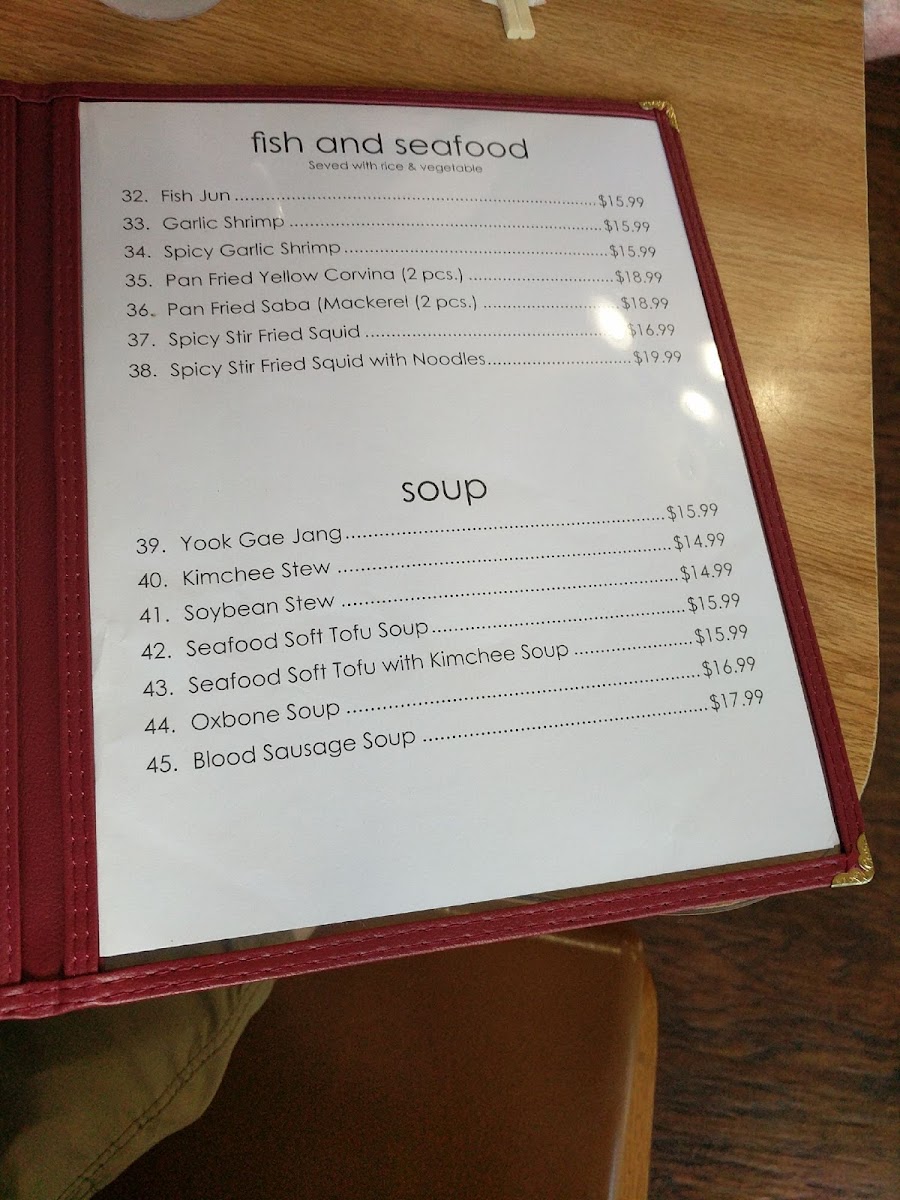 fish and seafood
Seved with rice & vegetable
32. Fish Jun ........ $15.99
33. Garlic Shrimp ........ $15.99
34. Spicy Garlic Shrimp ........ $15.99
35. Pan Fried Yellow Corvina (2 pcs.) ........ $18.99
36. Pan Fried Saba (Mackerel (2 pcs.) ........ $18.99
37. Spicy Stir Fried Squid ........ $16.99
38. Spicy Stir Fried Squid with Noodles ........ $19.99
soup
39. Yook Gae Jang ........ $15.99
40. Kimchee Stew ........ $14.99
41. Soybean Stew ........ $14.99
42. Seafood Soft Tofu Soup ........ $15.99
43. Seafood Soft Tofu with Kimchee Soup ........ $15.99
44. Oxbone Soup ........ $16.99
45. Blood Sausage Soup ........ $17.99